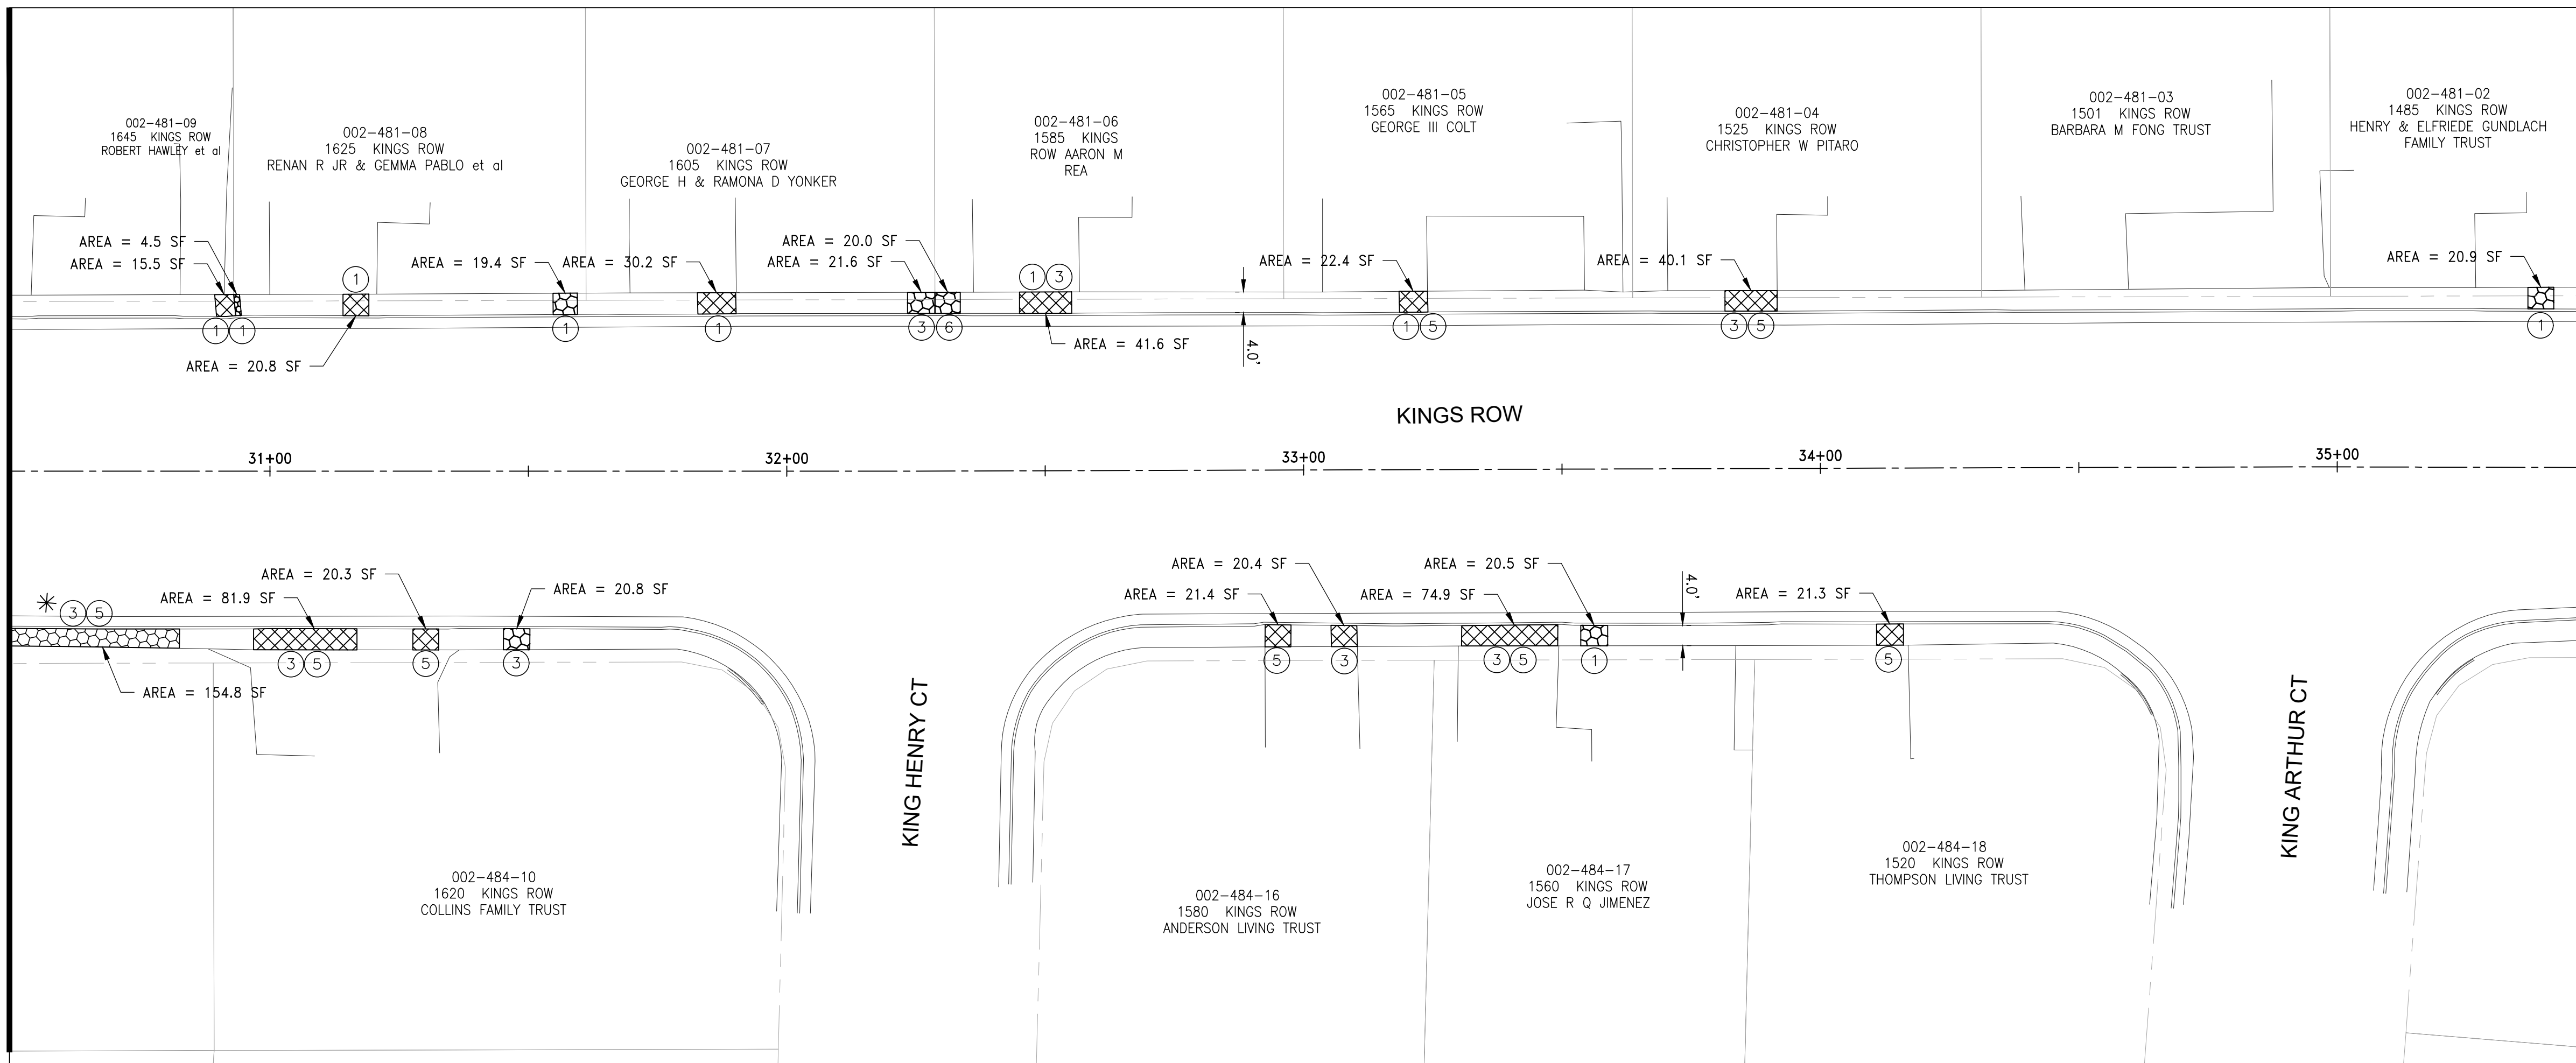 002-481-09
1645 KINGS ROW
ROBERT HAWLEY et al
002-481-08
1625 KINGS ROW
RENAN R JR & GEMMA PABLO et al
002-481-07
1605 KINGS ROW
GEORGE H & RAMONA D YONKER
002-481-06
1585 KINGS
ROW AARON M
REA
002-481-05
1565 KINGS ROW
GEORGE III COLT
002-481-04
1525 KINGS ROW
CHRISTOPHER W PITARO
002-481-03
1501 KINGS ROW
BARBARA M FONG TRUST
002-481-02
1485 KINGS ROW
HENRY & ELFRIEDE GUNDLACH
FAMILY TRUST
AREA = 4.5 SF
AREA = 15.5 SF
1
1
1
AREA = 20.8 SF
AREA = 19.4 SF
1
AREA = 30.2 SF
1
AREA = 20.0 SF
AREA = 21.6 SF
3 6
1 3
AREA = 41.6 SF
4.0'
AREA = 22.4 SF
1 5
AREA = 40.1 SF
3 5
AREA = 20.9 SF
1
KINGS ROW
31+00
32+00
33+00
34+00
35+00
3 5
AREA = 154.8 SF
AREA = 81.9 SF
3 5
AREA = 20.3 SF
5
AREA = 20.8 SF
3
AREA = 21.4 SF
5
AREA = 20.4 SF
3
AREA = 74.9 SF
3 5
AREA = 20.5 SF
1
4.0'
AREA = 21.3 SF
5
KING HENRY CT
KING ARTHUR CT
002-484-10
1620 KINGS ROW
COLLINS FAMILY TRUST
002-484-16
1580 KINGS ROW
ANDERSON LIVING TRUST
002-484-17
1560 KINGS ROW
JOSE R Q JIMENEZ
002-484-18
1520 KINGS ROW
THOMPSON LIVING TRUST